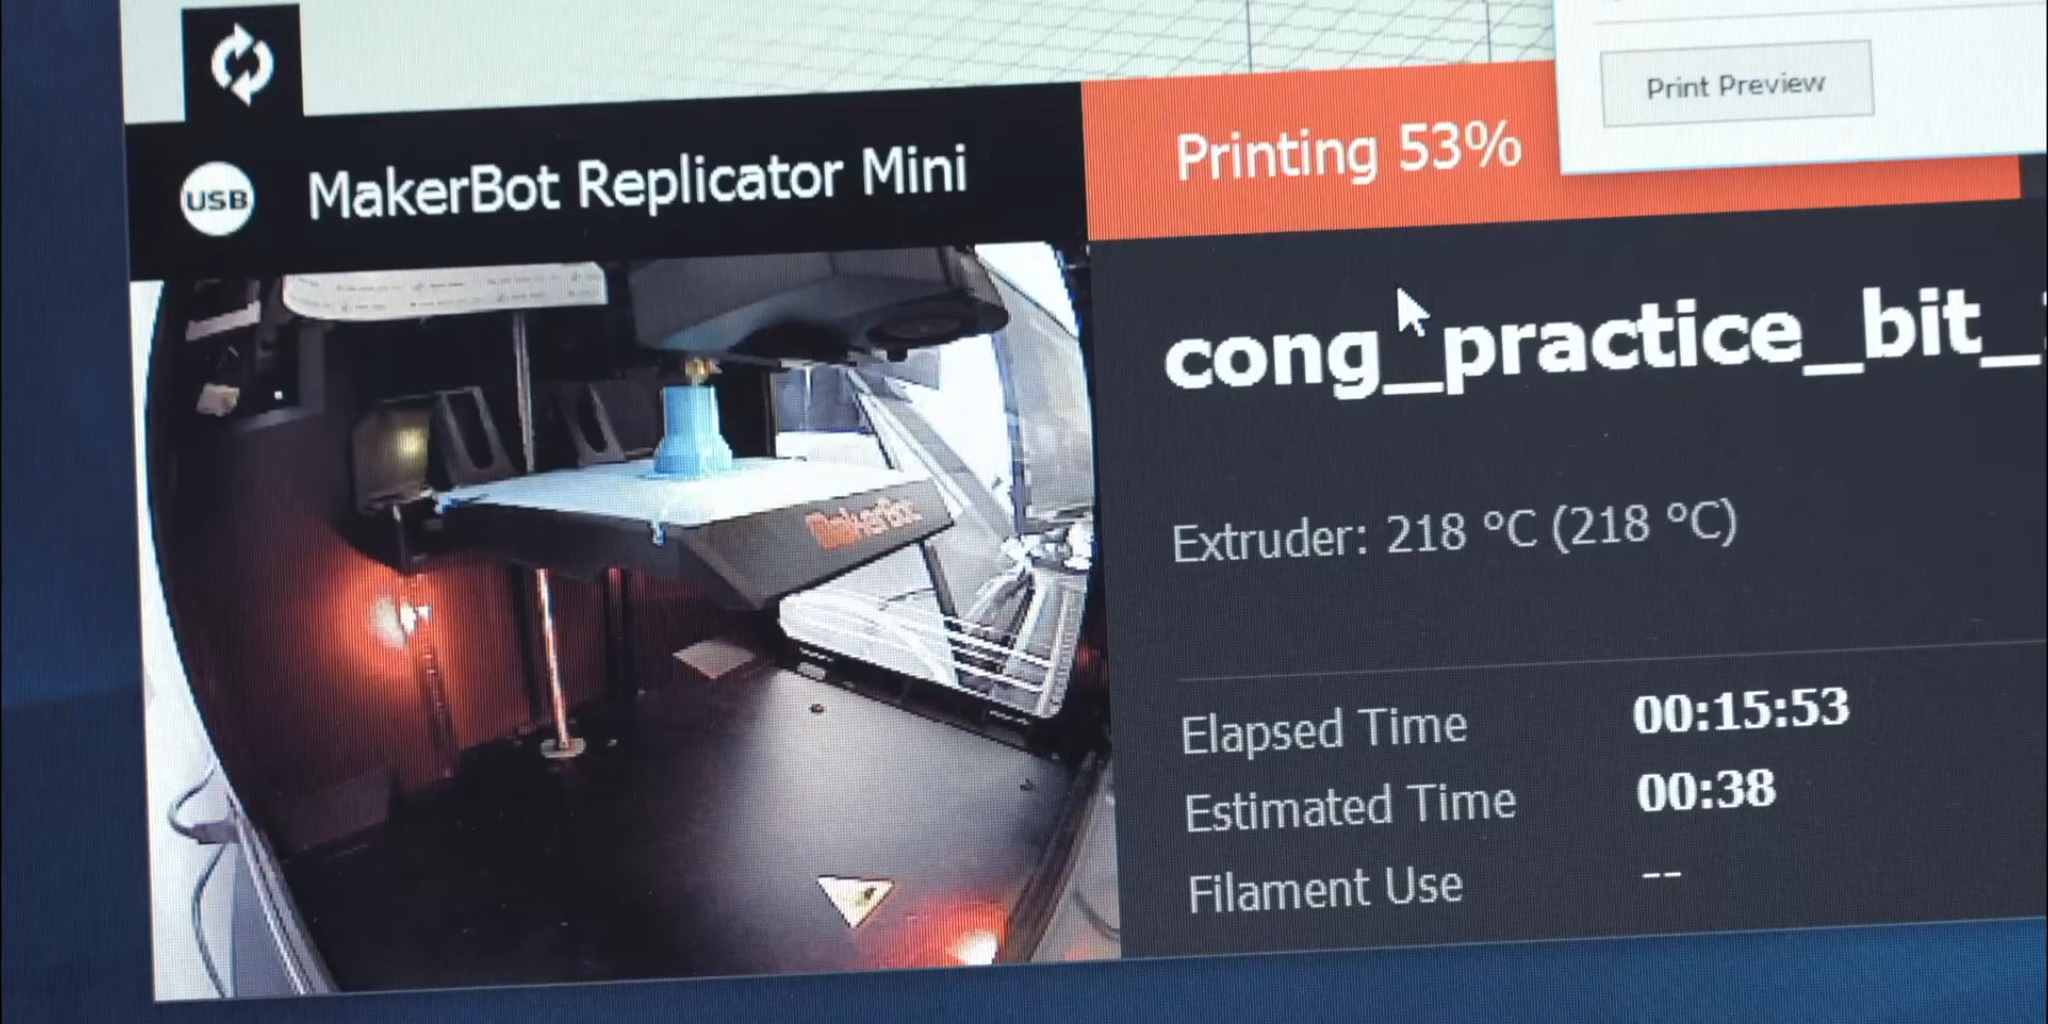 Print Preview
USB
MakerBot Replicator Mini
Printing 53%
cong_practice_bit_
MakerBot
Extruder: 218 °C (218 °C)
Elapsed Time 00:15:53
Estimated Time 00:38
Filament Use --